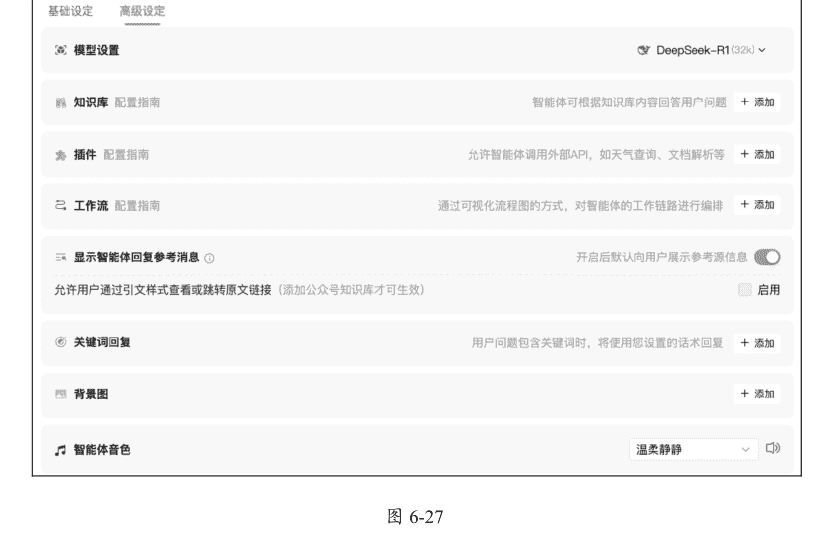 基础设定 高级设定
模型设置 DeepSeek-R1(32k)
知识库 配置指南 智能体可根据知识库内容回答用户问题 + 添加
插件 配置指南 允许智能体调用外部API，如天气查询、文档解析等 + 添加
工作流 配置指南 通过可视化流程图的方式，对智能体的工作链路进行编排 + 添加
显示智能体回复参考消息 开启后默认向用户展示参考源信息
允许用户通过引文样式查看或跳转原文链接（添加公众号知识库才可生效） 启用
关键词回复 用户问题包含关键词时，将使用您设置的话术回复 + 添加
背景图 + 添加
智能体音色 温柔静静
图 6-27